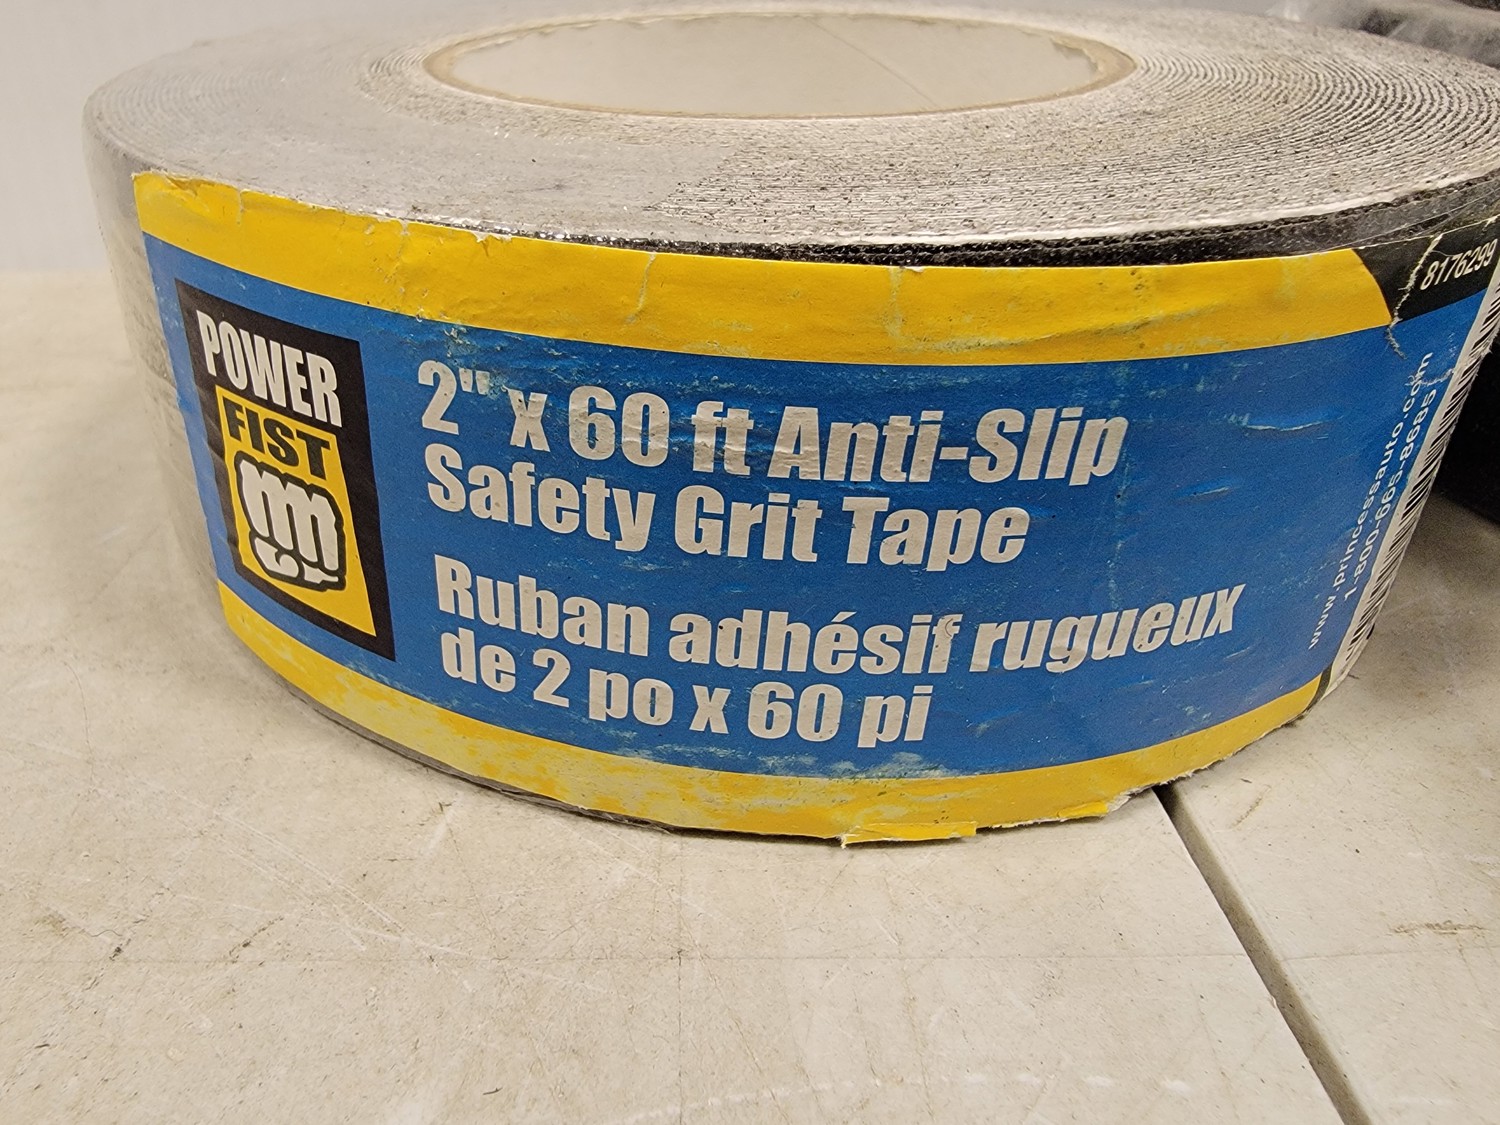 POWER
FIST
2" x 60 ft Anti-Slip
Safety Grit Tape
Ruban adhésif rugueux
de 2 po x 60 pi
8176299
www.princessauto.com
1-800-665-8685